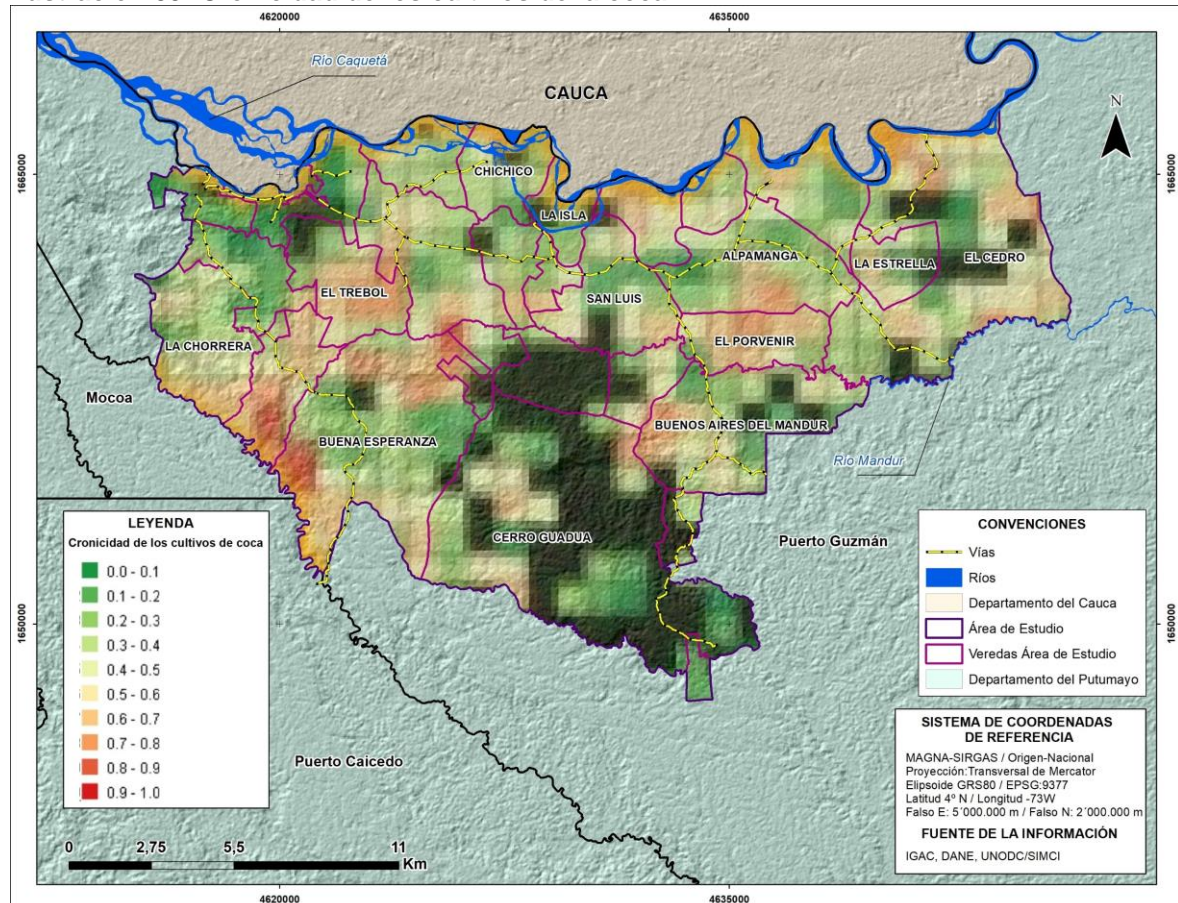 4620000
4635000
Río Caquetá
CAUCA
N
1665000
1665000
CHICHICO
LA ISLA
ALPAMANGA
LA ESTRELLA
EL CEDRO
EL TREBOL
SAN LUIS
LA CHORRERA
EL PORVENIR
Mocoa
BUENOS AIRES DEL MANDUR
BUENA ESPERANZA
Río Mandur
CERRO GUADUA
Puerto Guzmán
Puerto Caicedo
1650000
1650000
LEYENDA
Cronicidad de los cultivos de coca
0.0 - 0.1
0.1 - 0.2
0.2 - 0.3
0.3 - 0.4
0.4 - 0.5
0.5 - 0.6
0.6 - 0.7
0.7 - 0.8
0.8 - 0.9
0.9 - 1.0
0 2,75 5,5 11
Km
CONVENCIONES
Vías
Ríos
Departamento del Cauca
Área de Estudio
Veredas Área de Estudio
Departamento del Putumayo
SISTEMA DE COORDENADAS
DE REFERENCIA
MAGNA-SIRGAS / Origen-Nacional
Proyección:Transversal de Mercator
Elipsoide GRS80 / EPSG:9377
Latitud 4º N / Longitud -73W
Falso E: 5´000.000 m / Falso N: 2´000.000 m
FUENTE DE LA INFORMACIÓN
IGAC, DANE, UNODC/SIMCI
4620000
4635000